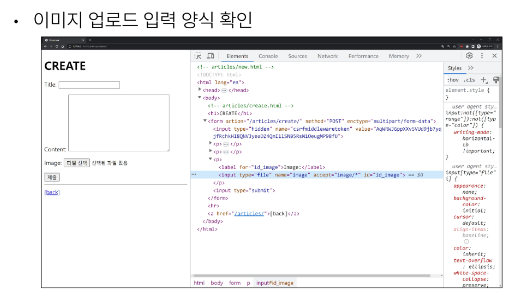 • 이미지 업로드 입력 양식 확인
CREATE
Title:
Content:
Image: 파일 선택 선택된 파일 없음
제출
[back]
Elements Console Sources Network Performance Memory
<!-- articles/new.html -->
<!DOCTYPE html>
<html lang="en">
<head>…</head>
<body>
<!-- articles/create.html -->
<h1>CREATE</h1>
<form action="/articles/create/" method="POST" enctype="multipart/form-data">
<input type="hidden" name="csrfmiddlewaretoken"
<p>…</p>
<p>…</p>
<p>
<label for="id_image">Image:</label>
<input type="file" name="image" accept="image/*" id="id_image"> == $0
</p>
<input type="submit">
</form>
<hr>
<a href="/articles/">[back]</a>
</body>
</html>
html body form p input#id_image
Styles
:hov .cls
element.style {
}
user agent sty…
input:not([type="
range"]):not([typ
e="color"]) {
writing-mode:
horizontal-
tb
!important;
}
user agent sty…
input[type="file"
i] {
appearance:
none;
background-
color:
initial;
cursor:
default;
align-items:
baseline;
color:
inherit;
text-overflow
: ellipsis;
white-space-
collapse:
preserve;